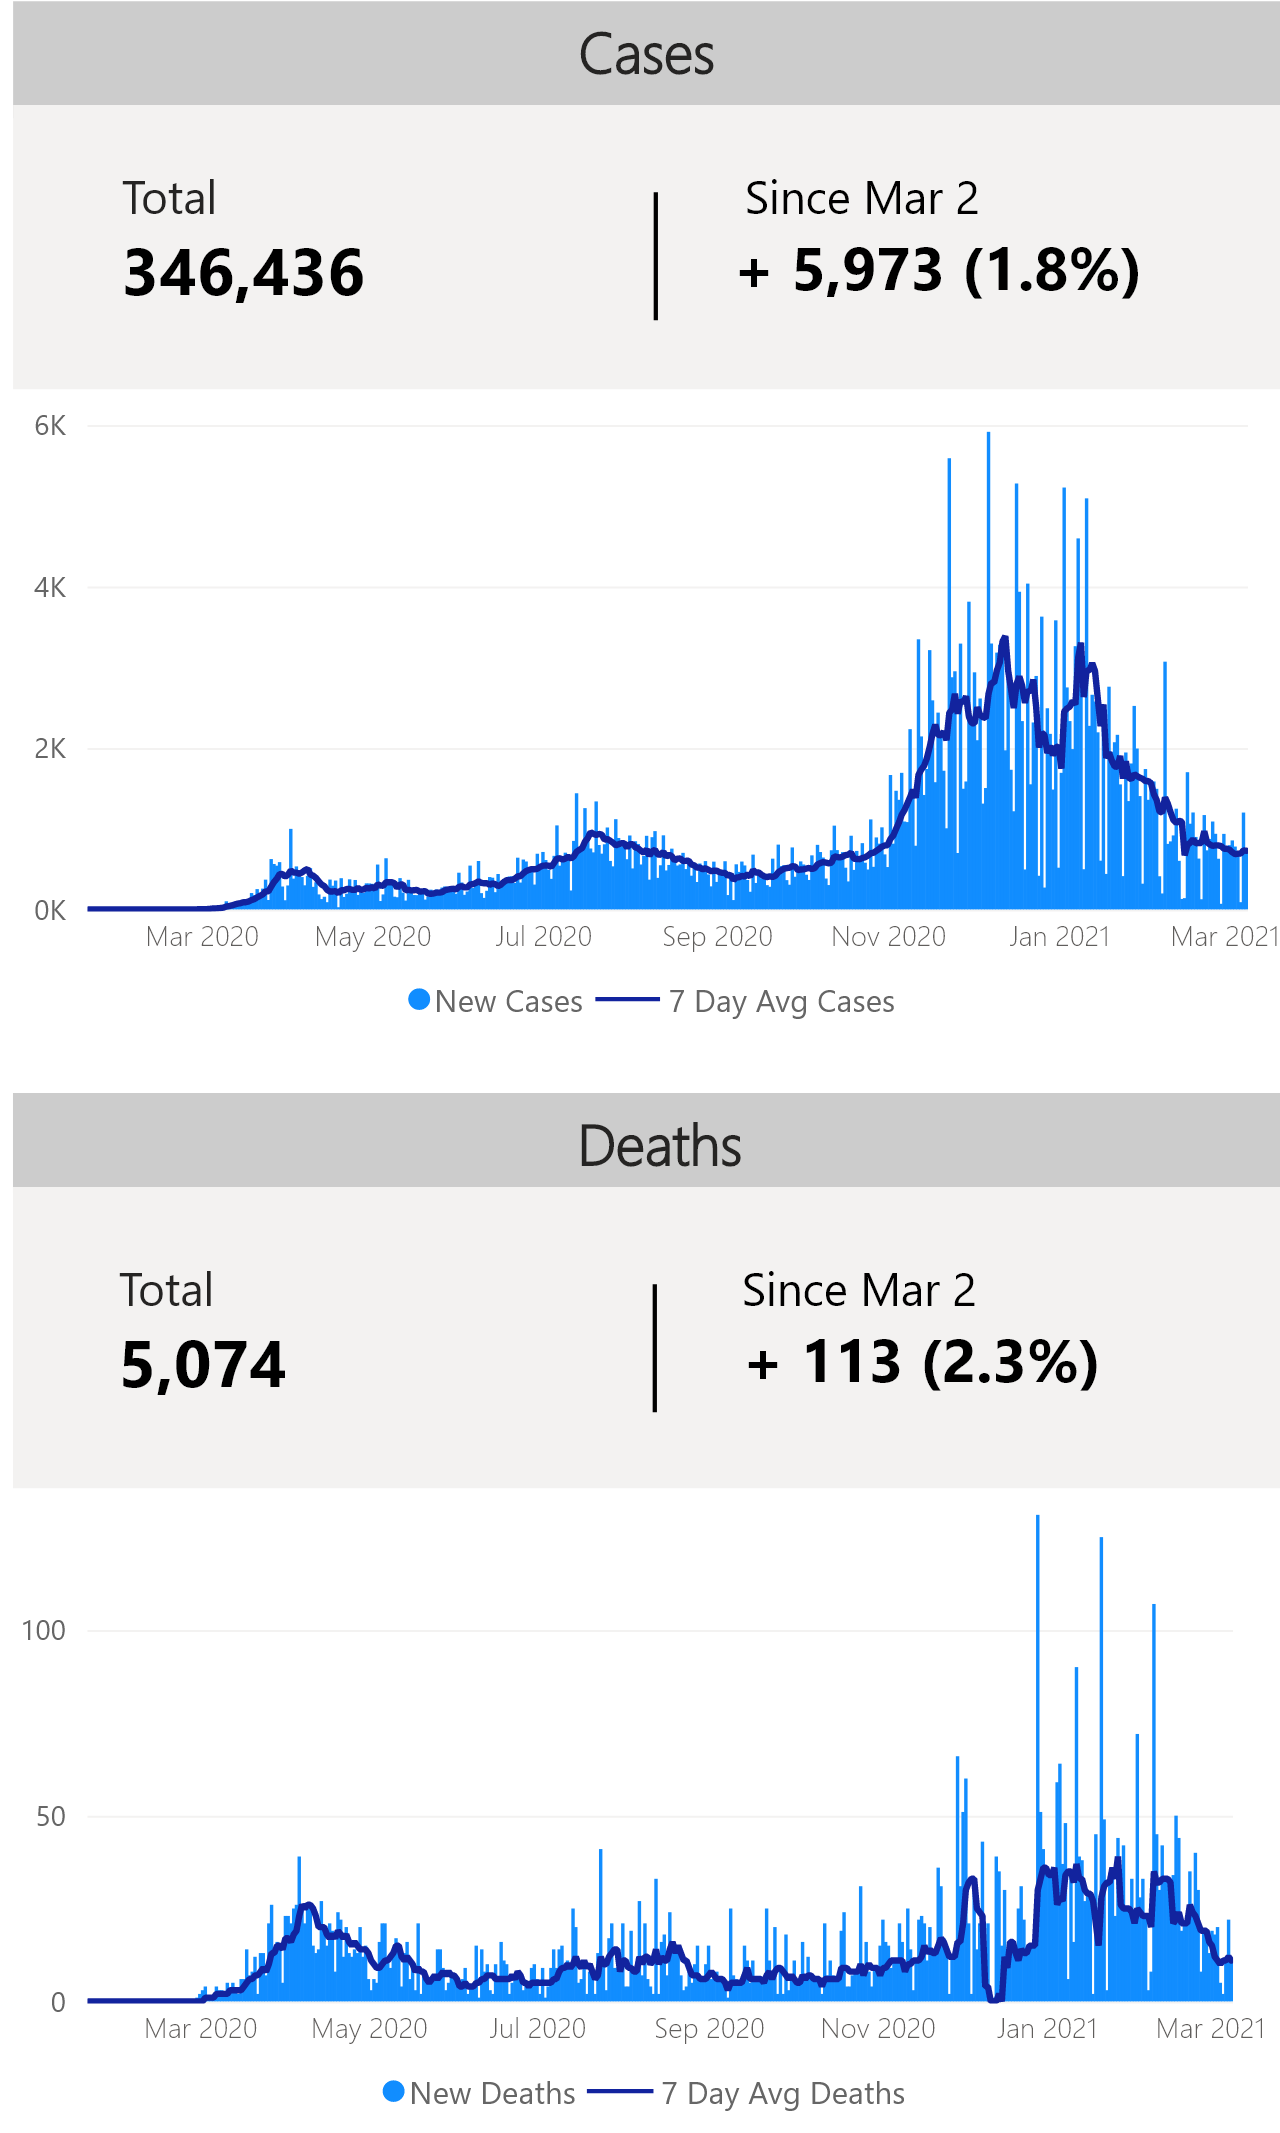 Cases
Total
Since Mar 2
346,436
+ 5,973 (1.8%)
6K
4K
2K
0K
Mar 2020 May 2020 Jul 2020 Sep 2020 Nov 2020 Jan 2021 Mar 2021
New Cases 7 Day Avg Cases
Deaths
Total
Since Mar 2
5,074
+ 113 (2.3%)
100
50
0
Mar 2020 May 2020 Jul 2020 Sep 2020 Nov 2020 Jan 2021 Mar 2021
New Deaths 7 Day Avg Deaths